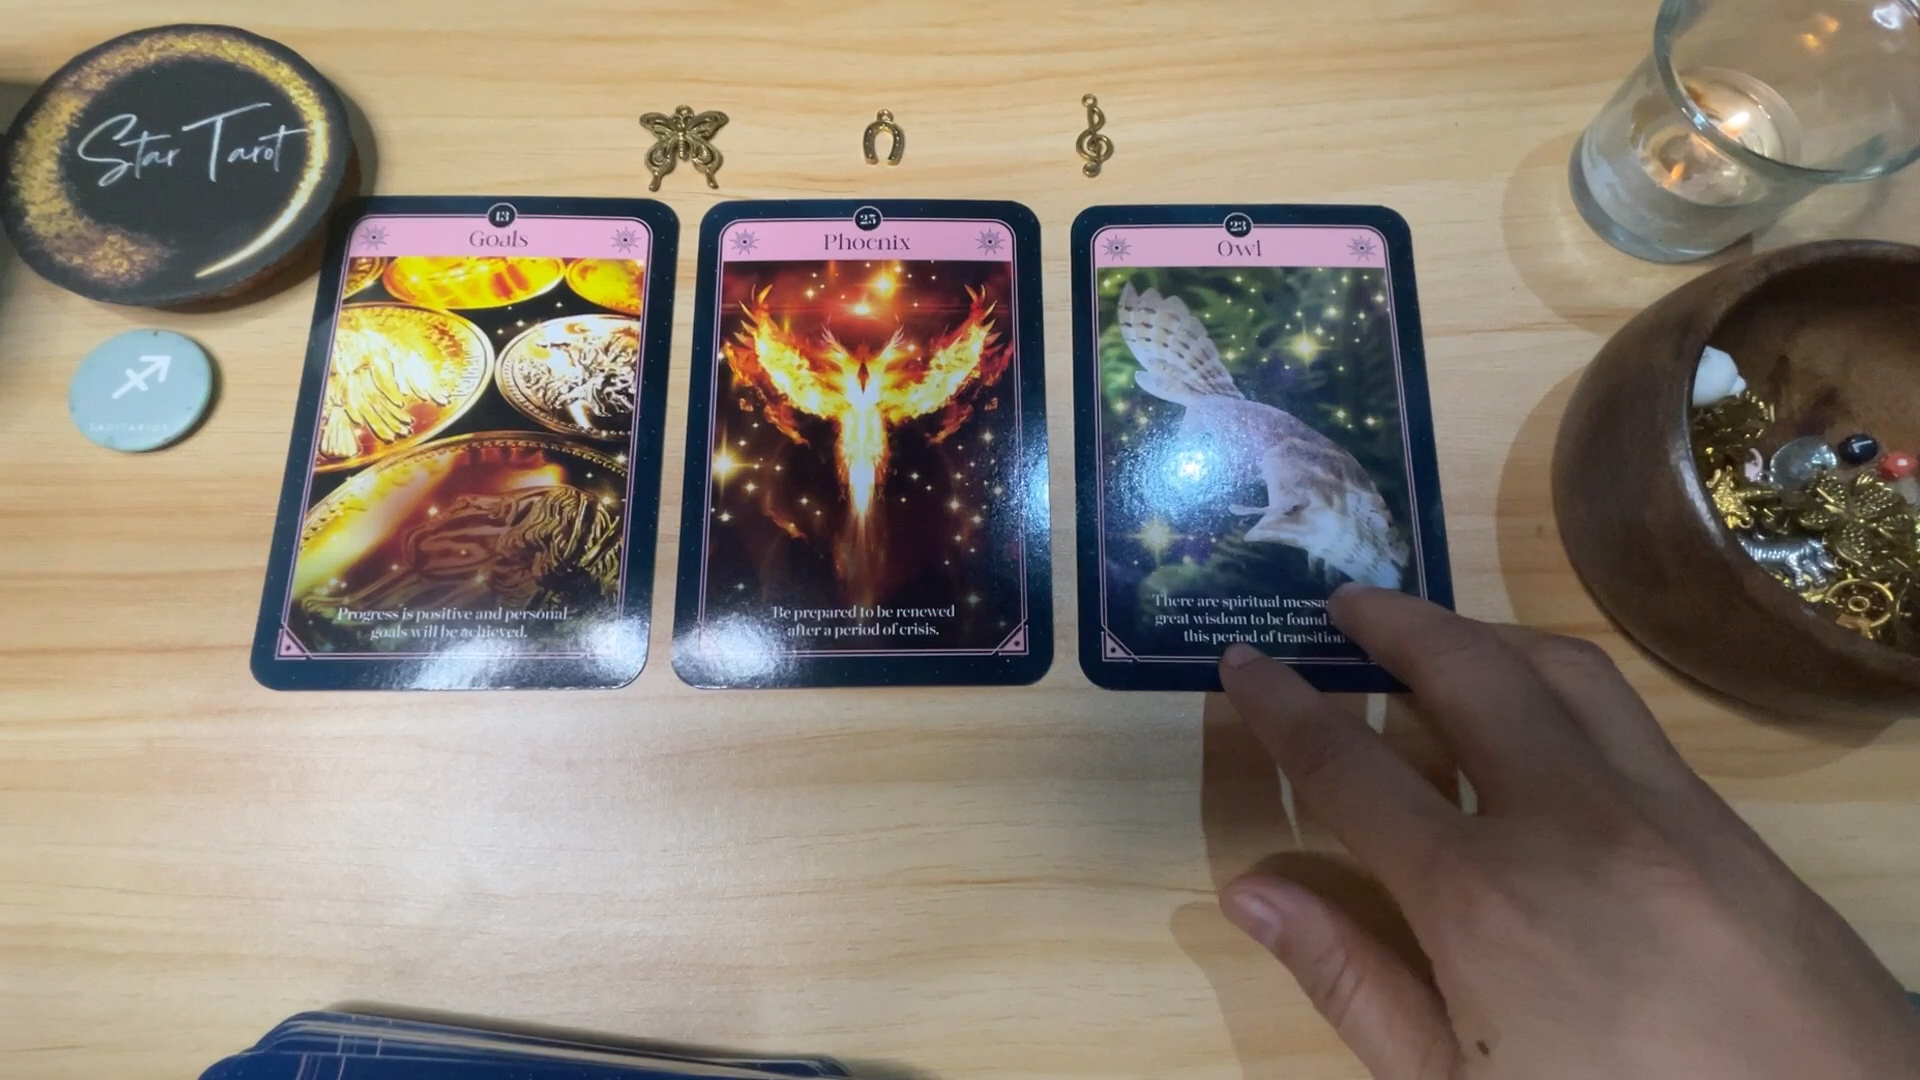 Star Tarot
SAGITARIUS
13
Goals
Progress is positive and personal
goals will be achieved.
25
Phoenix
Be prepared to be renewed
after a period of crisis.
23
Owl
There are spiritual
great wisdom to be found
this period of transition